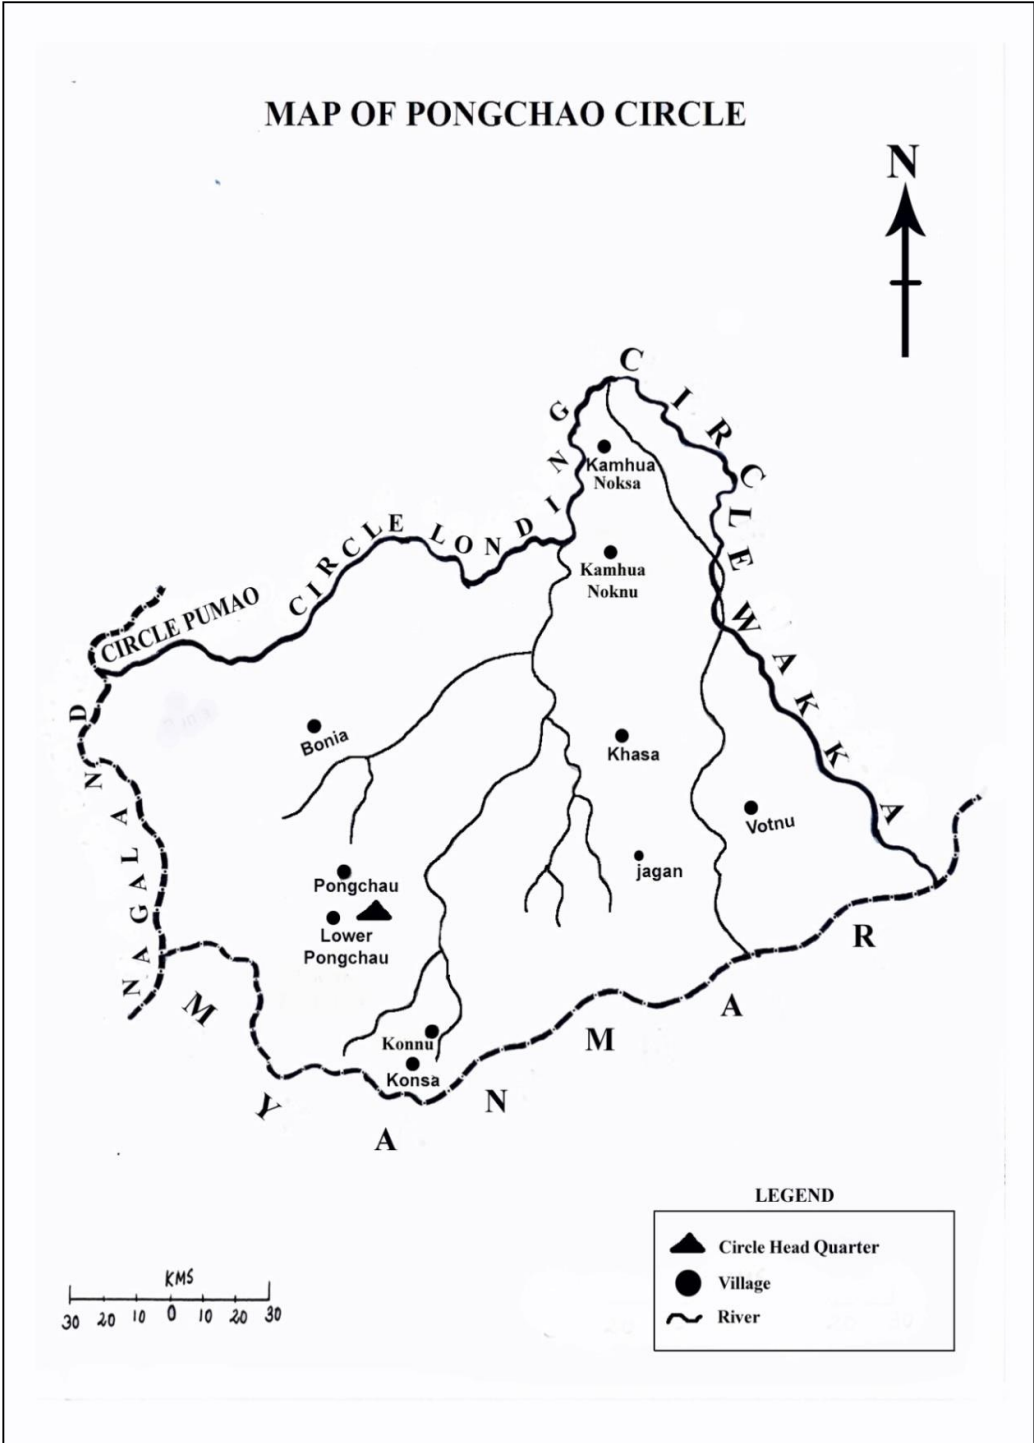 MAP OF PONGCHAO CIRCLE
N
CIRCLE WAKKA
CIRCLE LONDING
CIRCLE PUMAO
NAGALAND
MYANMAR
Kamhua
Noksa
Kamhua
Noknu
Bonia
Khasa
Votnu
jagan
Pongchau
Lower
Pongchau
Konnu
Konsa
LEGEND
Circle Head Quarter
Village
River
KMS
30 20 10 0 10 20 30